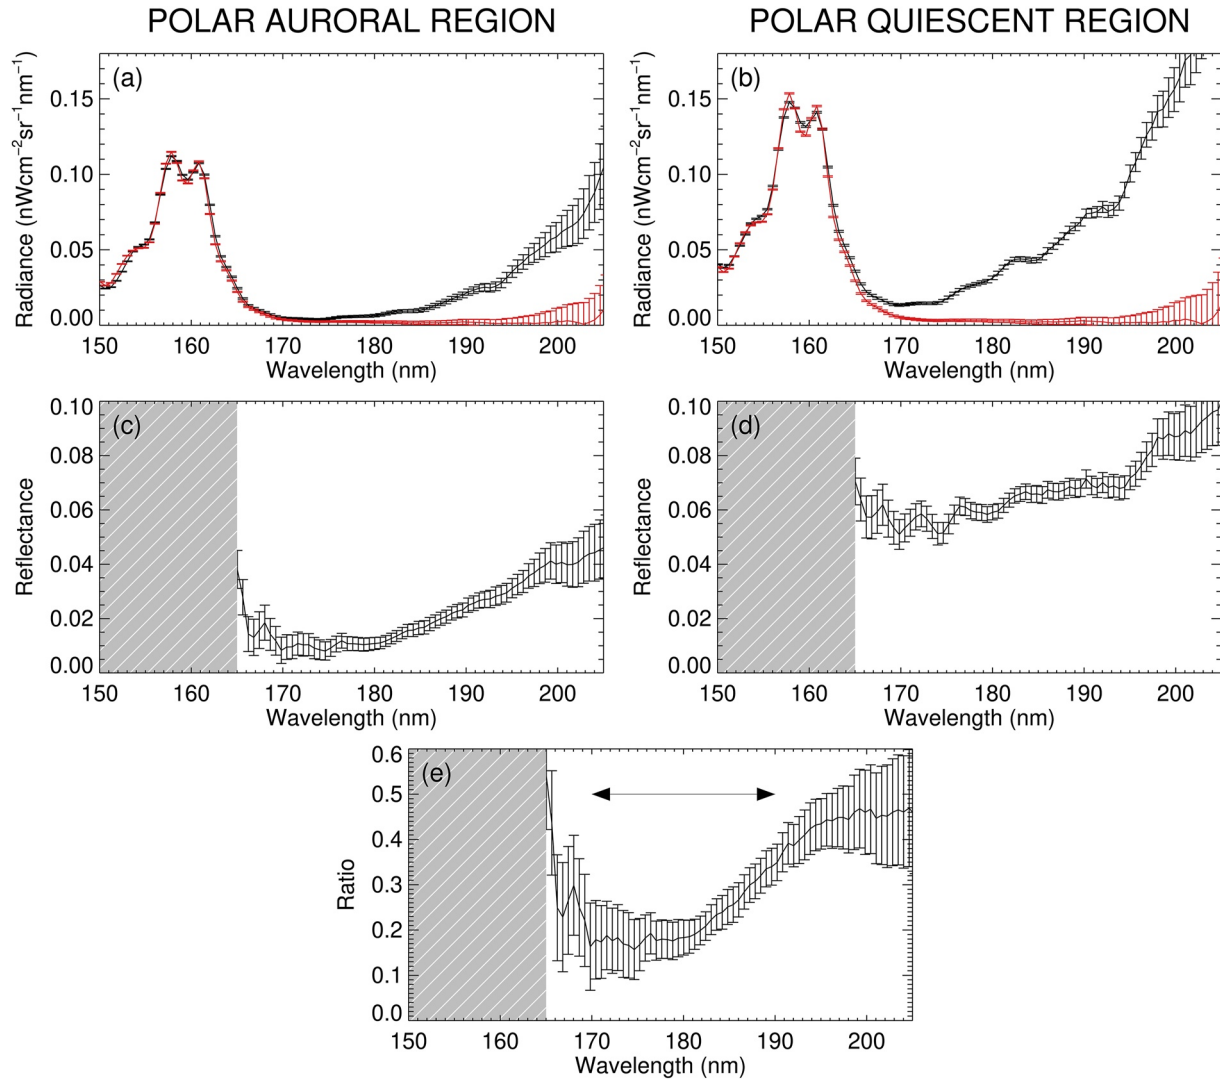 POLAR AURORAL REGION
POLAR QUIESCENT REGION
(a)
Radiance (nWcm−2sr−1nm−1)
0.15
0.10
0.05
0.00
150 160 170 180 190 200
Wavelength (nm)
(b)
Radiance (nWcm−2sr−1nm−1)
0.15
0.10
0.05
0.00
150 160 170 180 190 200
Wavelength (nm)
(c)
Reflectance
0.10
0.08
0.06
0.04
0.02
0.00
150 160 170 180 190 200
Wavelength (nm)
(d)
Reflectance
0.10
0.08
0.06
0.04
0.02
0.00
150 160 170 180 190 200
Wavelength (nm)
(e)
Ratio
0.6
0.5
0.4
0.3
0.2
0.1
0.0
150 160 170 180 190 200
Wavelength (nm)